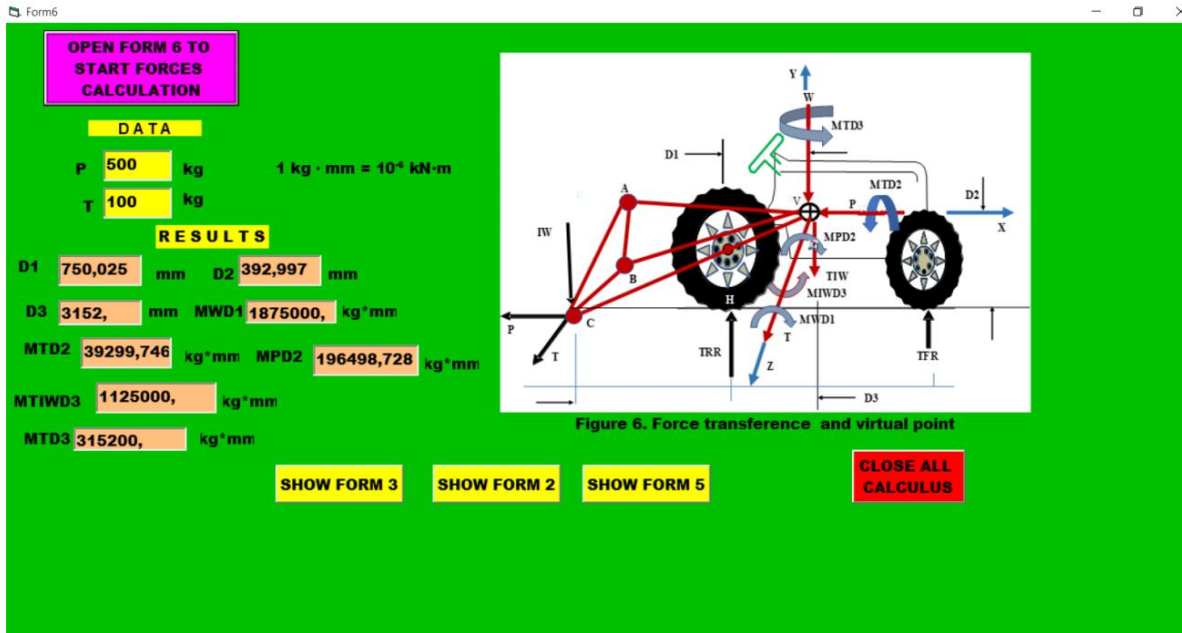 Form6
OPEN FORM 6 TO
START FORCES
CALCULATION
D A T A
P 500 kg 1 kg · mm = 10⁻⁶ kN·m
T 100 kg
R E S U L T S
D1 750,025 mm D2 392,997 mm
D3 3152, mm MWD1 1875000, kg*mm
MTD2 39299,746 kg*mm MPD2 196498,728 kg*mm
MTIWD3 1125000, kg*mm
MTD3 315200, kg*mm
Y
W
MTD3
D1
MTD2
D2
A
V
P
X
IW
MPD2
B
TIW
MIWD3
H
C
MWD1
P
T
T
TRR
TFR
Z
D3
Figure 6. Force transference and virtual point
SHOW FORM 3
SHOW FORM 2
SHOW FORM 5
CLOSE ALL
CALCULUS